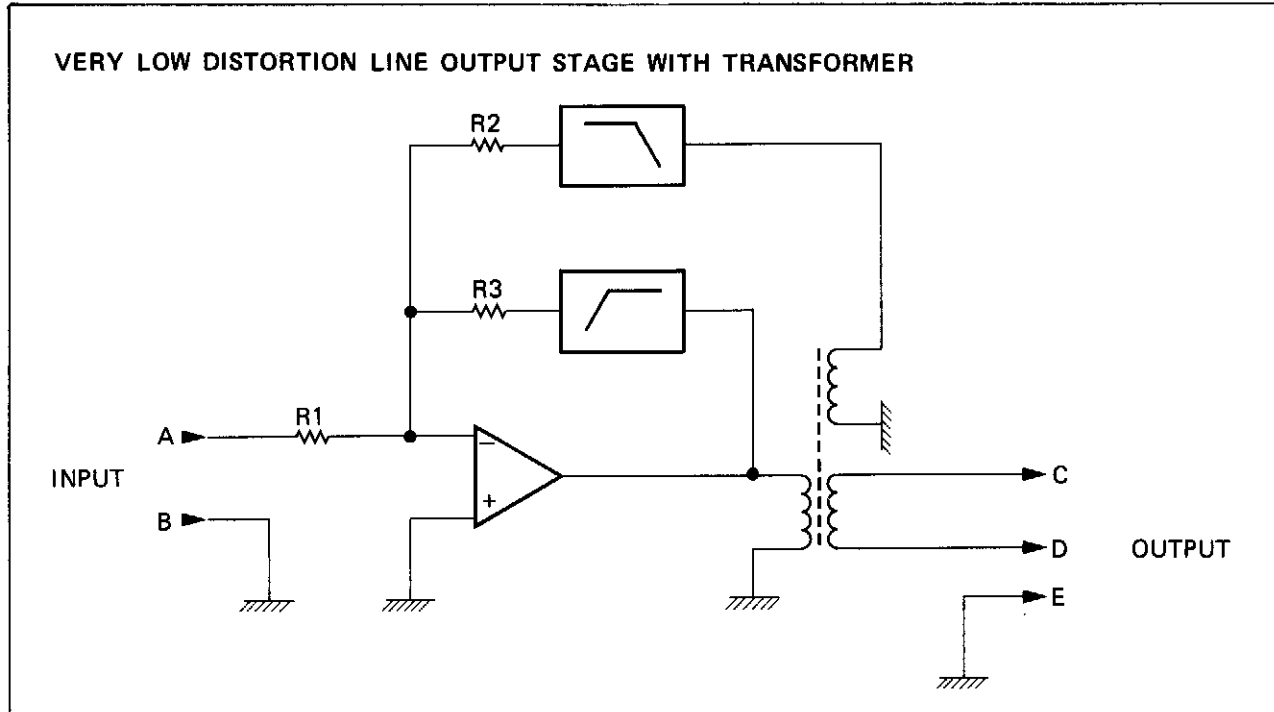 VERY LOW DISTORTION LINE OUTPUT STAGE WITH TRANSFORMER
R2
R3
R1
A
INPUT
B
−
+
C
D
OUTPUT
E